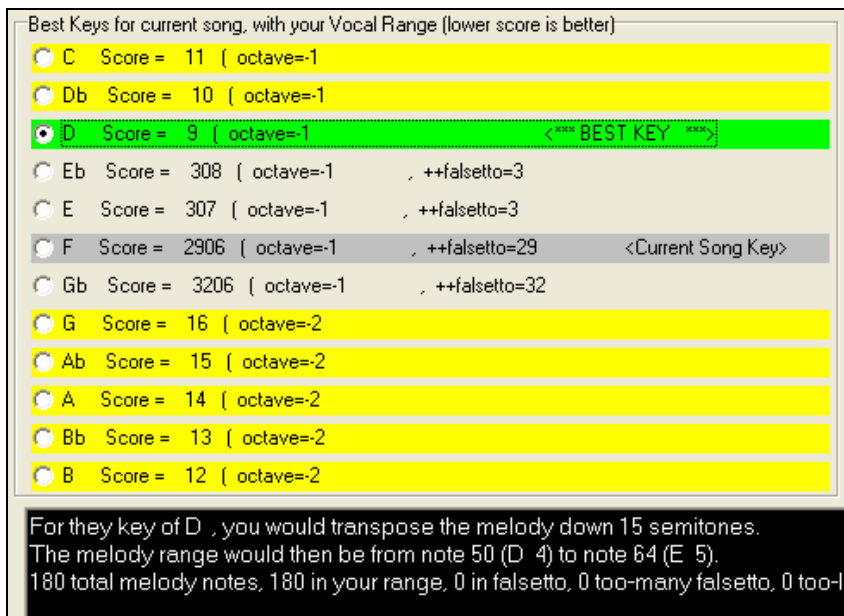 Best Keys for current song, with your Vocal Range (lower score is better)
C Score = 11 ( octave=-1
Db Score = 10 ( octave=-1
D Score = 9 ( octave=-1 <*** BEST KEY ***>
Eb Score = 308 ( octave=-1 , ++falsetto=3
E Score = 307 ( octave=-1 , ++falsetto=3
F Score = 2906 ( octave=-1 , ++falsetto=29 <Current Song Key>
Gb Score = 3206 ( octave=-1 , ++falsetto=32
G Score = 16 ( octave=-2
Ab Score = 15 ( octave=-2
A Score = 14 ( octave=-2
Bb Score = 13 ( octave=-2
B Score = 12 ( octave=-2
For they key of D , you would transpose the melody down 15 semitones.
The melody range would then be from note 50 (D 4) to note 64 (E 5).
180 total melody notes, 180 in your range, 0 in falsetto, 0 too-many falsetto, 0 too-l